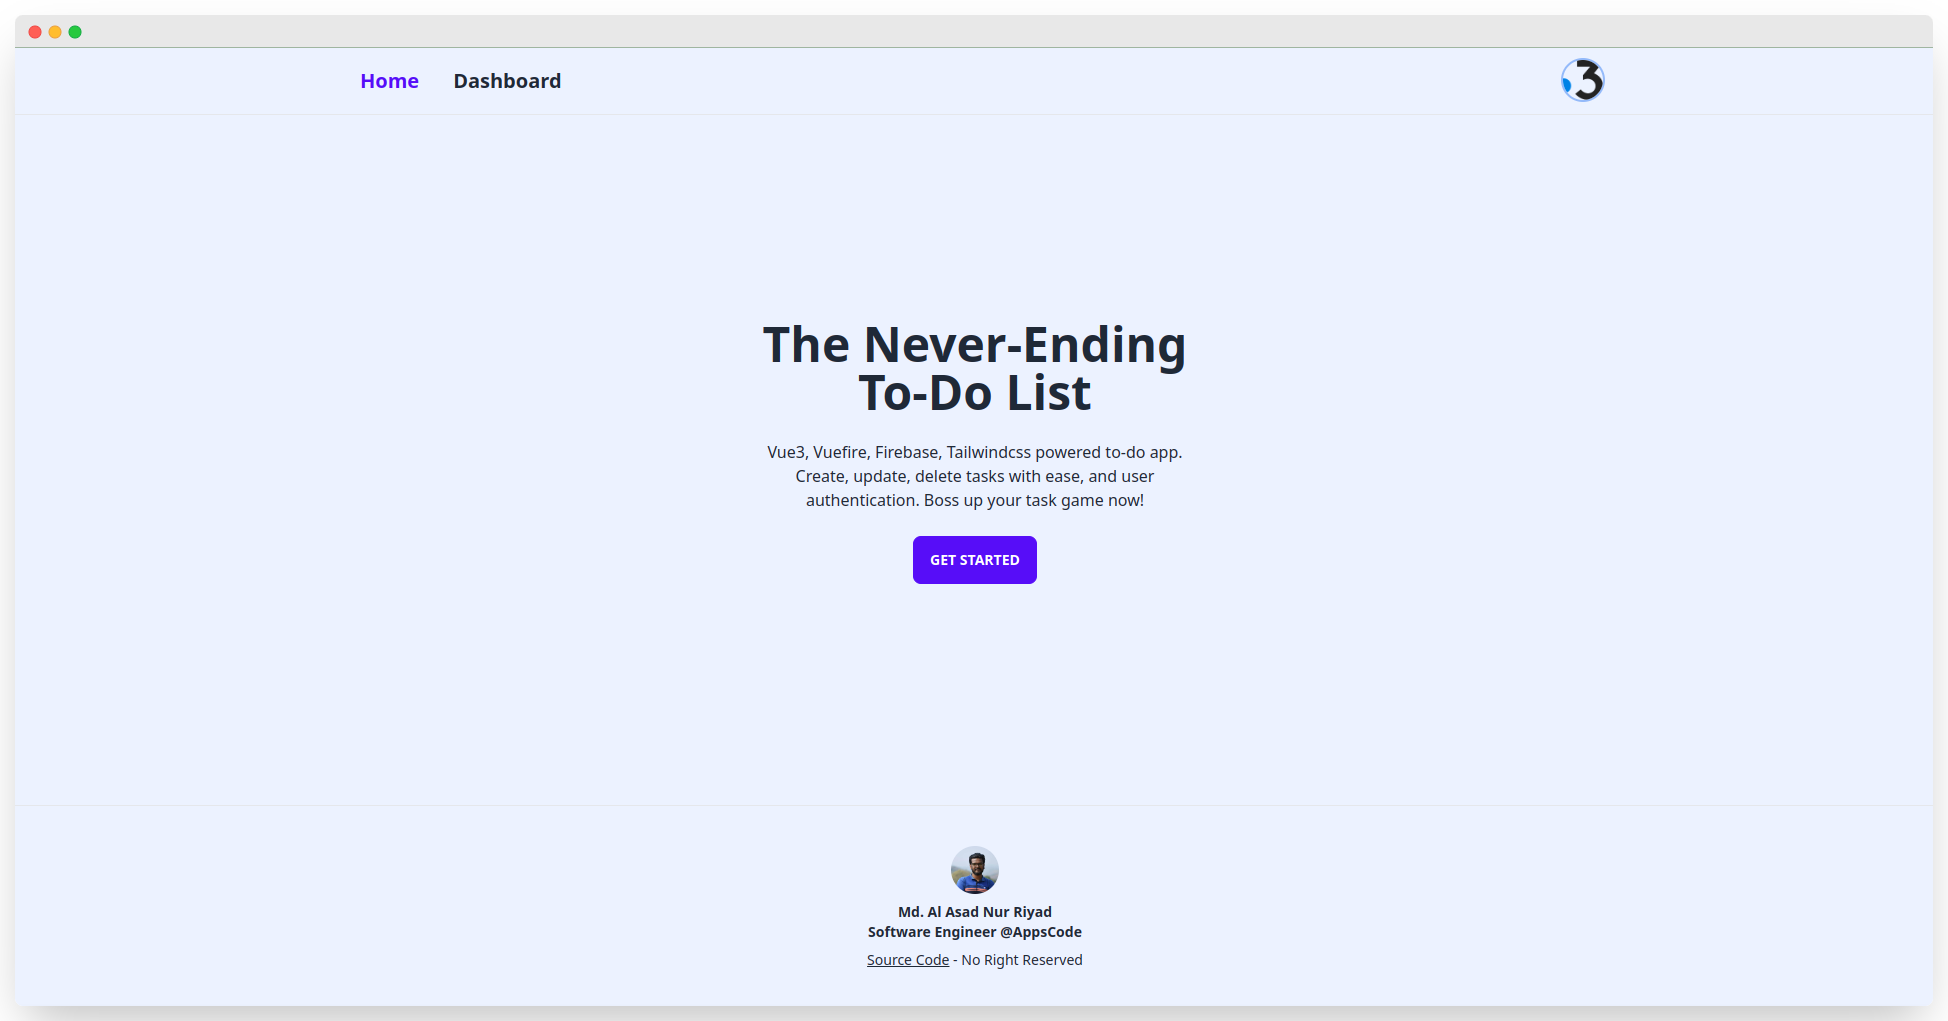 Home Dashboard
3
The Never-Ending
To-Do List
Vue3, Vuefire, Firebase, Tailwindcss powered to-do app.
Create, update, delete tasks with ease, and user
authentication. Boss up your task game now!
GET STARTED
Md. Al Asad Nur Riyad
Software Engineer @AppsCode
Source Code - No Right Reserved